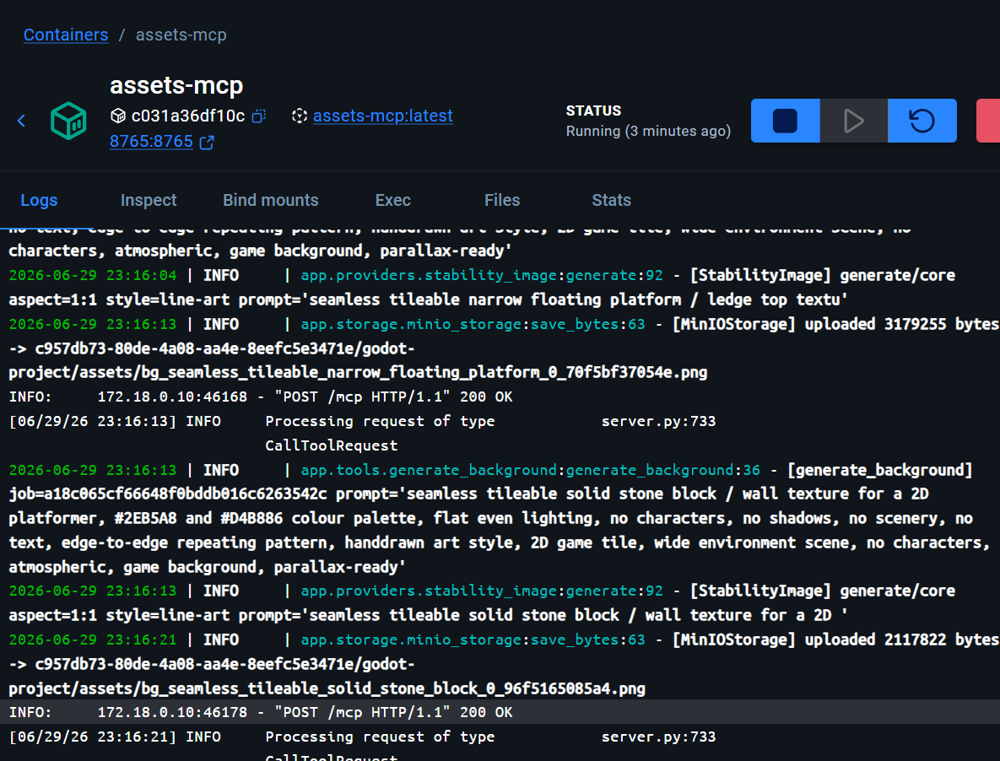 Containers / assets-mcp
assets-mcp
c031a36df10c
assets-mcp:latest
8765:8765
STATUS
Running (3 minutes ago)
Logs
Inspect
Bind mounts
Exec
Files
Stats
no text, edge-to-edge repeating pattern, handdrawn art style, 2D game tile, wide environment scene, no
characters, atmospheric, game background, parallax-ready'
2026-06-29 23:16:04 | INFO     | app.providers.stability_image:generate:92 - [StabilityImage] generate/core
aspect=1:1 style=line-art prompt='seamless tileable narrow floating platform / ledge top textu'
2026-06-29 23:16:13 | INFO     | app.storage.minio_storage:save_bytes:63 - [MinIOStorage] uploaded 3179255 bytes
-> c957db73-80de-4a08-aa4e-8eefc5e3471e/godot-
project/assets/bg_seamless_tileable_narrow_floating_platform_0_70f5bf37054e.png
INFO:     172.18.0.10:46168 - "POST /mcp HTTP/1.1" 200 OK
[06/29/26 23:16:13] INFO     Processing request of type            server.py:733
CallToolRequest
2026-06-29 23:16:13 | INFO     | app.tools.generate_background:generate_background:36 - [generate_background]
job=a18c065cf66648f0bddb016c6263542c prompt='seamless tileable solid stone block / wall texture for a 2D
platformer, #2EB5A8 and #D4B886 colour palette, flat even lighting, no characters, no shadows, no scenery, no
text, edge-to-edge repeating pattern, handdrawn art style, 2D game tile, wide environment scene, no characters,
atmospheric, game background, parallax-ready'
2026-06-29 23:16:13 | INFO     | app.providers.stability_image:generate:92 - [StabilityImage] generate/core
aspect=1:1 style=line-art prompt='seamless tileable solid stone block / wall texture for a 2D '
2026-06-29 23:16:21 | INFO     | app.storage.minio_storage:save_bytes:63 - [MinIOStorage] uploaded 2117822 bytes
-> c957db73-80de-4a08-aa4e-8eefc5e3471e/godot-
project/assets/bg_seamless_tileable_solid_stone_block_0_96f5165085a4.png
INFO:     172.18.0.10:46178 - "POST /mcp HTTP/1.1" 200 OK
[06/29/26 23:16:21] INFO     Processing request of type            server.py:733
CallToolRequest